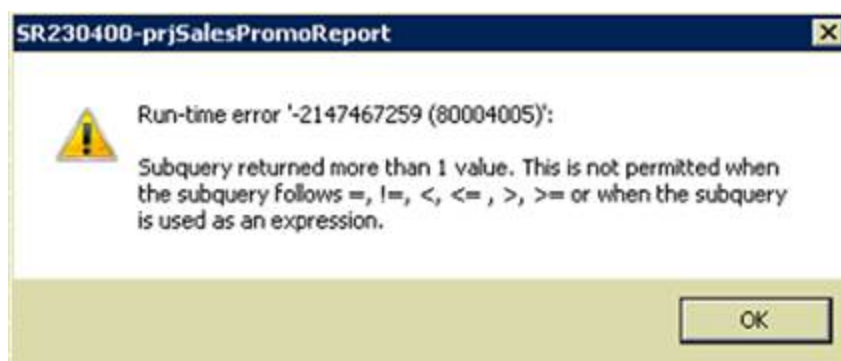 SR230400-prjSalesPromoReport
Run-time error '-2147467259 (80004005)':
Subquery returned more than 1 value. This is not permitted when
the subquery follows =, !=, <, <= , >, >= or when the subquery
is used as an expression.
OK